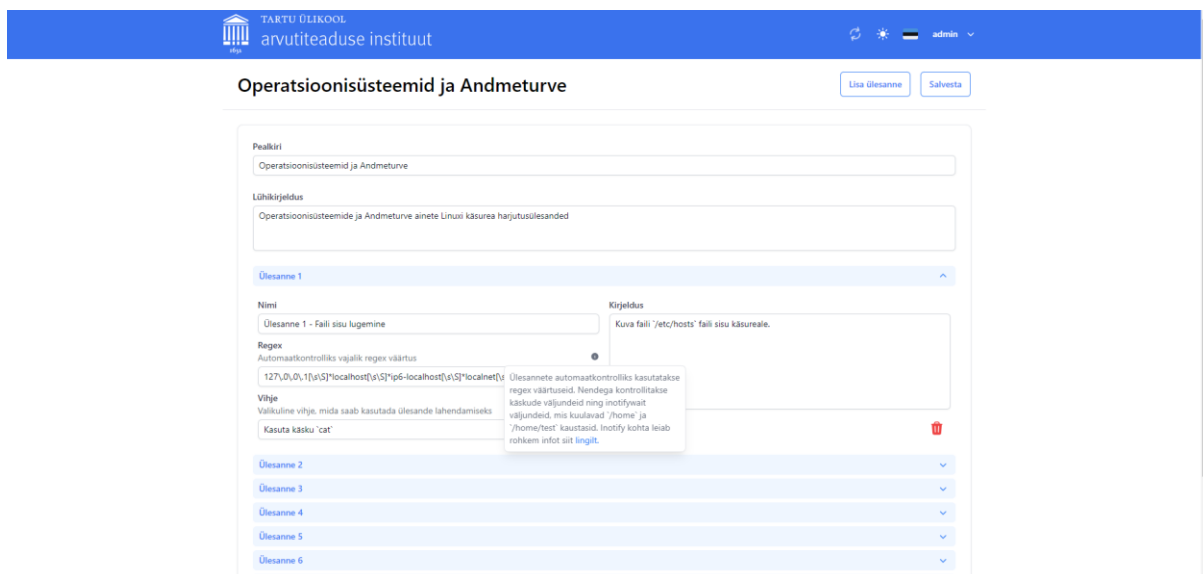 TARTU ÜLIKOOL
arvutiteaduse instituut
1632
admin
Operatsioonisüsteemid ja Andmeturve
Lisa ülesanne
Salvesta
Pealkiri
Operatsioonisüsteemid ja Andmeturve
Lühikirjeldus
Operatsioonisüsteemide ja Andmeturve ainete Linuxi käsurea harjutusülesanded
Ülesanne 1
Nimi
Ülesanne 1 - Faili sisu lugemine
Kirjeldus
Kuva faili `/etc/hosts` faili sisu käsureale.
Regex
Automaatkontrolliks vajalik regex väärtus
127\.0\.0\.1[\s\S]*localhost[\s\S]*ip6-localhost[\s\S]*localnet[\s
Ülesannete automaatkontrolliks kasutatakse
regex väärtuseid. Nendega kontrollitakse
käskude väljundeid ning inotifywait
väljundeid, mis kuulavad `/home` ja
`/home/test` kaustasid. Inotify kohta leiab
rohkem infot siit lingilt.
Vihje
Valikuline vihje, mida saab kasutada ülesande lahendamiseks
Kasuta käsku `cat`
Ülesanne 2
Ülesanne 3
Ülesanne 4
Ülesanne 5
Ülesanne 6